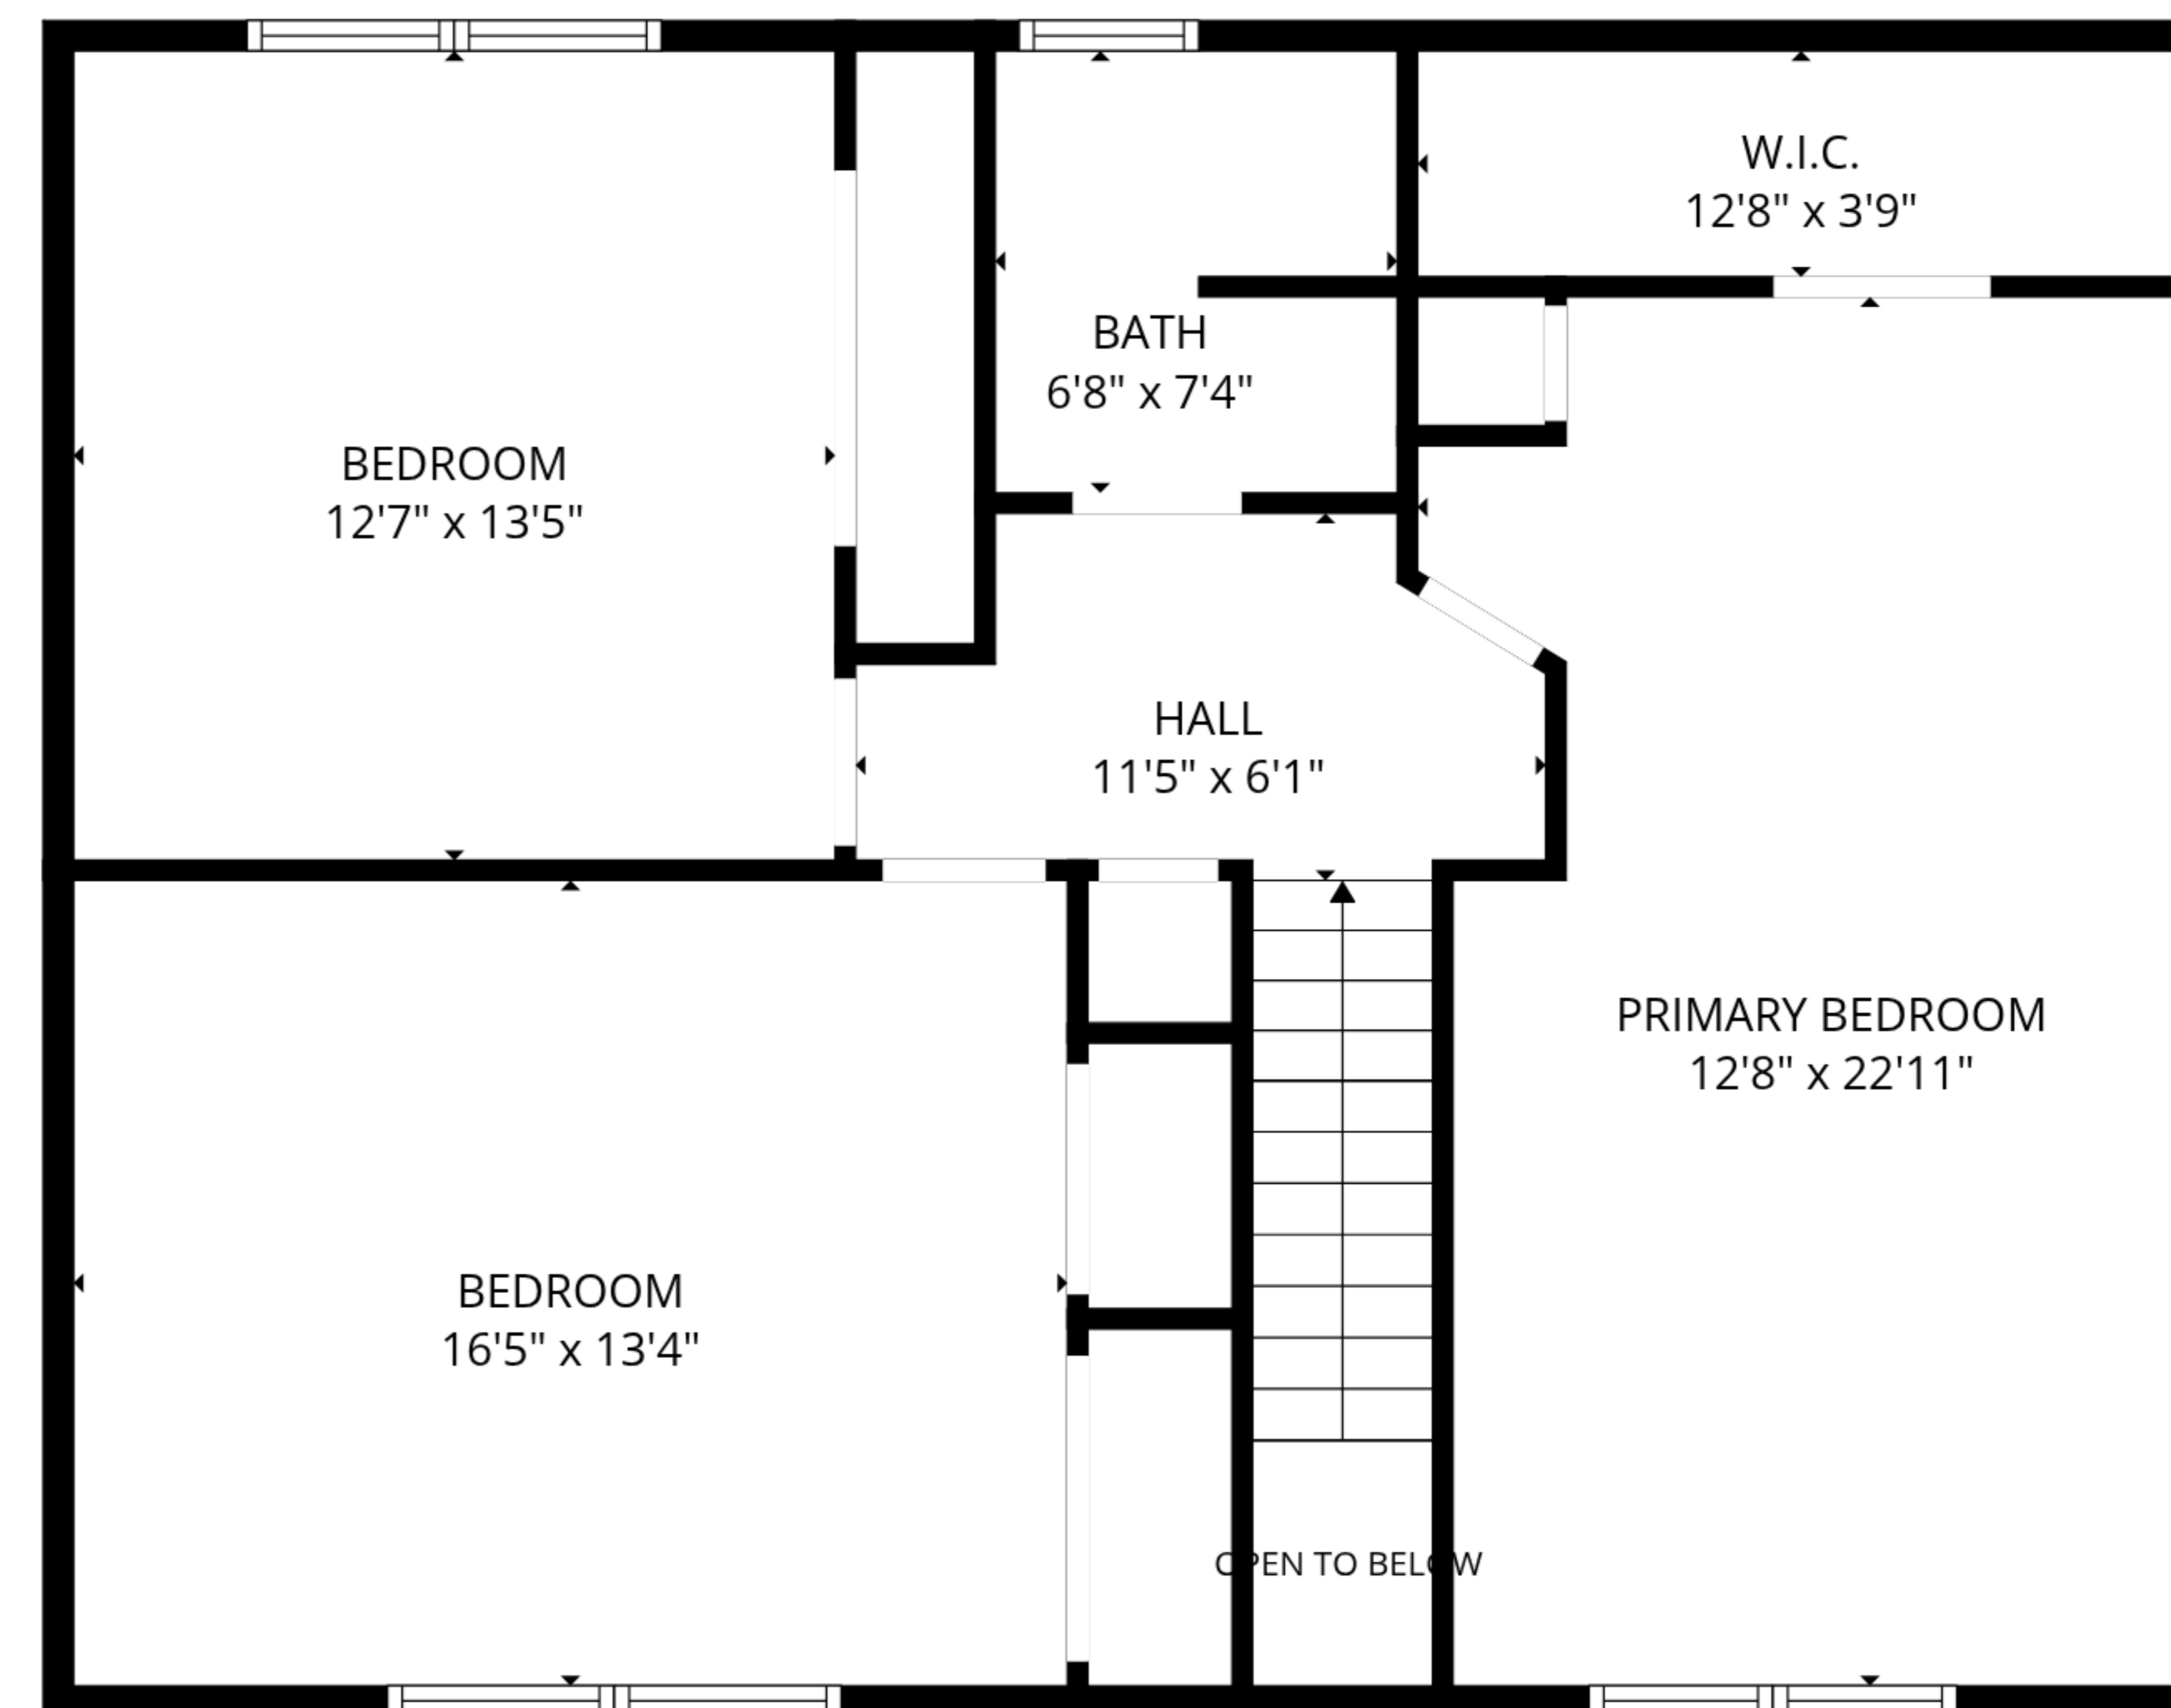 W.I.C.
12'8" x 3'9"
BATH
6'8" x 7'4"
BEDROOM
12'7" x 13'5"
HALL
11'5" x 6'1"
PRIMARY BEDROOM
12'8" x 22'11"
BEDROOM
16'5" x 13'4"
OPEN TO BELOW